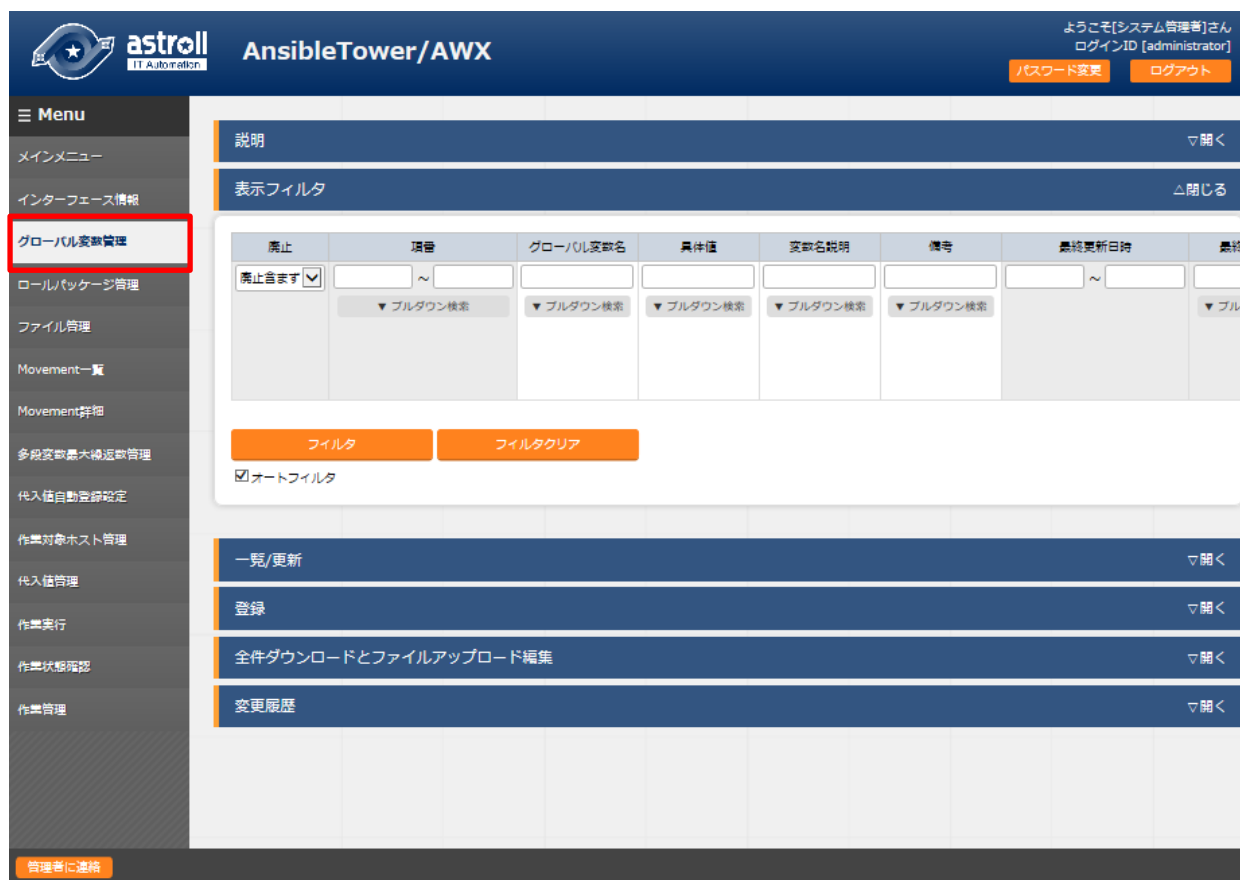 astroll
IT Automation
AnsibleTower/AWX
ようこそ[システム管理者]さん
ログインID [administrator]
パスワード変更
ログアウト
☰ Menu
メインメニュー
インターフェース情報
グローバル変数管理
ロールパッケージ管理
ファイル管理
Movement一覧
Movement詳細
多段変数最大繰返数管理
代入値自動登録設定
作業対象ホスト管理
代入値管理
作業実行
作業状態確認
作業管理
説明 ▽開く
表示フィルタ △閉じる
廃止 項番 グローバル変数名 具体値 変数名説明 備考 最終更新日時 最終
廃止含まず ～ ～
▼ プルダウン検索 ▼ プルダウン検索 ▼ プルダウン検索 ▼ プルダウン検索 ▼ プルダウン検索 ▼ プル
フィルタ フィルタクリア
オートフィルタ
一覧/更新 ▽開く
登録 ▽開く
全件ダウンロードとファイルアップロード編集 ▽開く
変更履歴 ▽開く
管理者に連絡